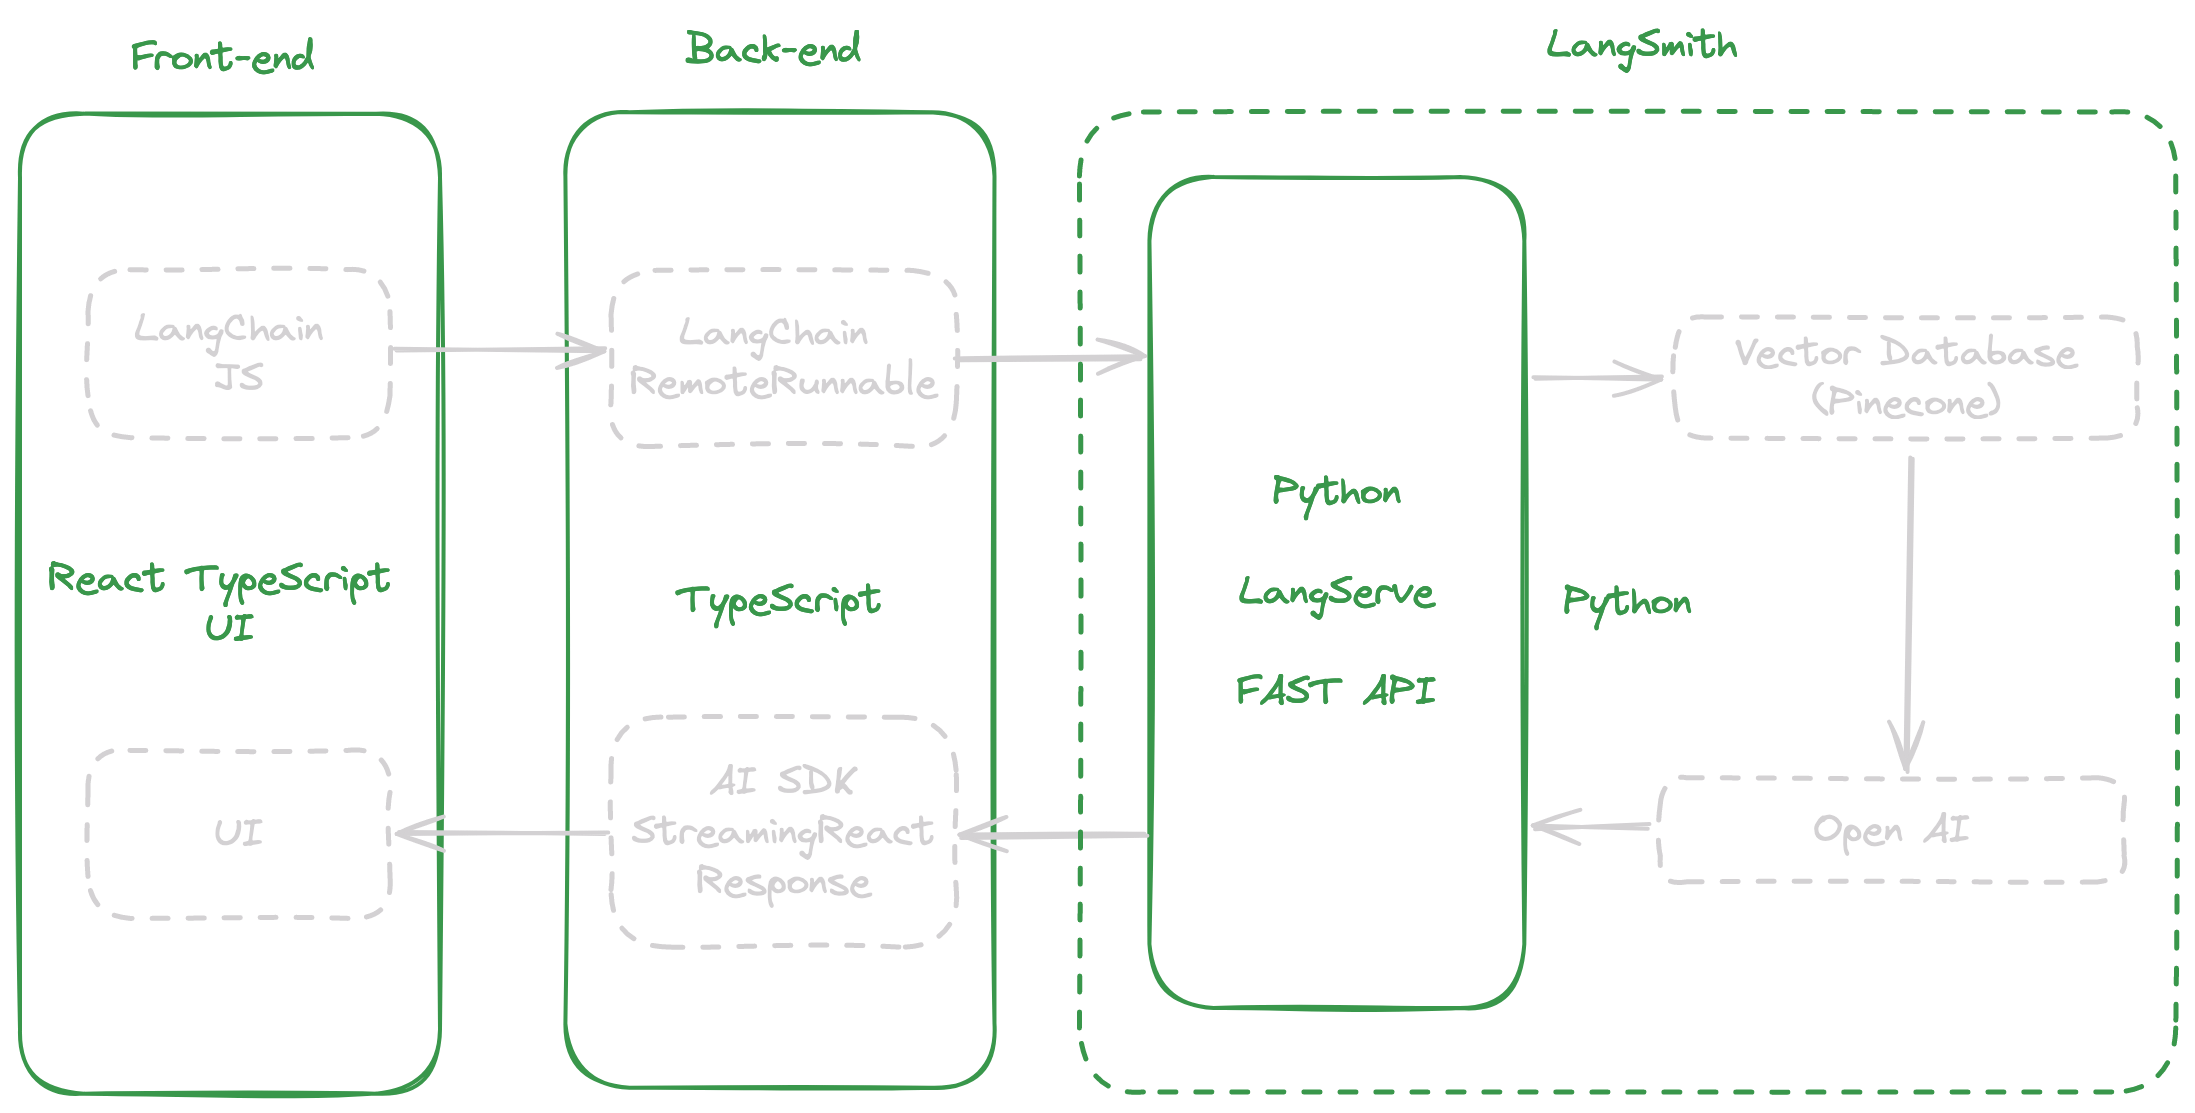 Front-end
Back-end
LangSmith
LangChain
JS
React TypeScript
UI
UI
LangChain
RemoteRunnable
TypeScript
AI SDK
StreamingReact
Response
Python
LangServe
FAST API
Python
Vector Database
(Pinecone)
Open AI